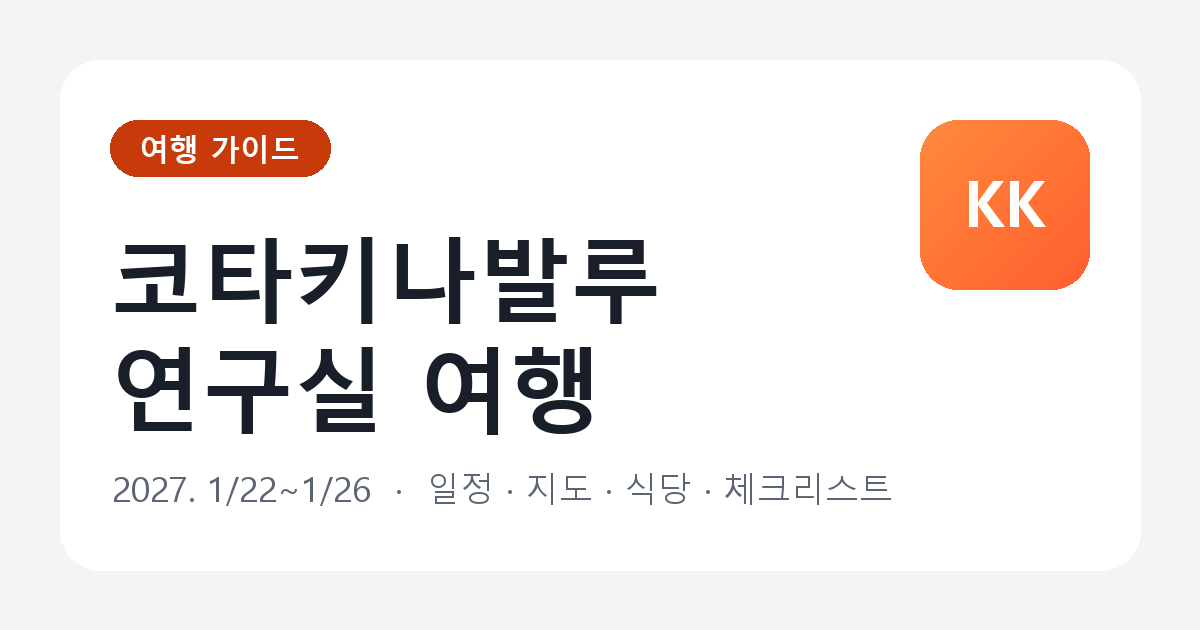 여행 가이드
KK
코타키나발루
연구실 여행
2027. 1/22~1/26 · 일정 · 지도 · 식당 · 체크리스트